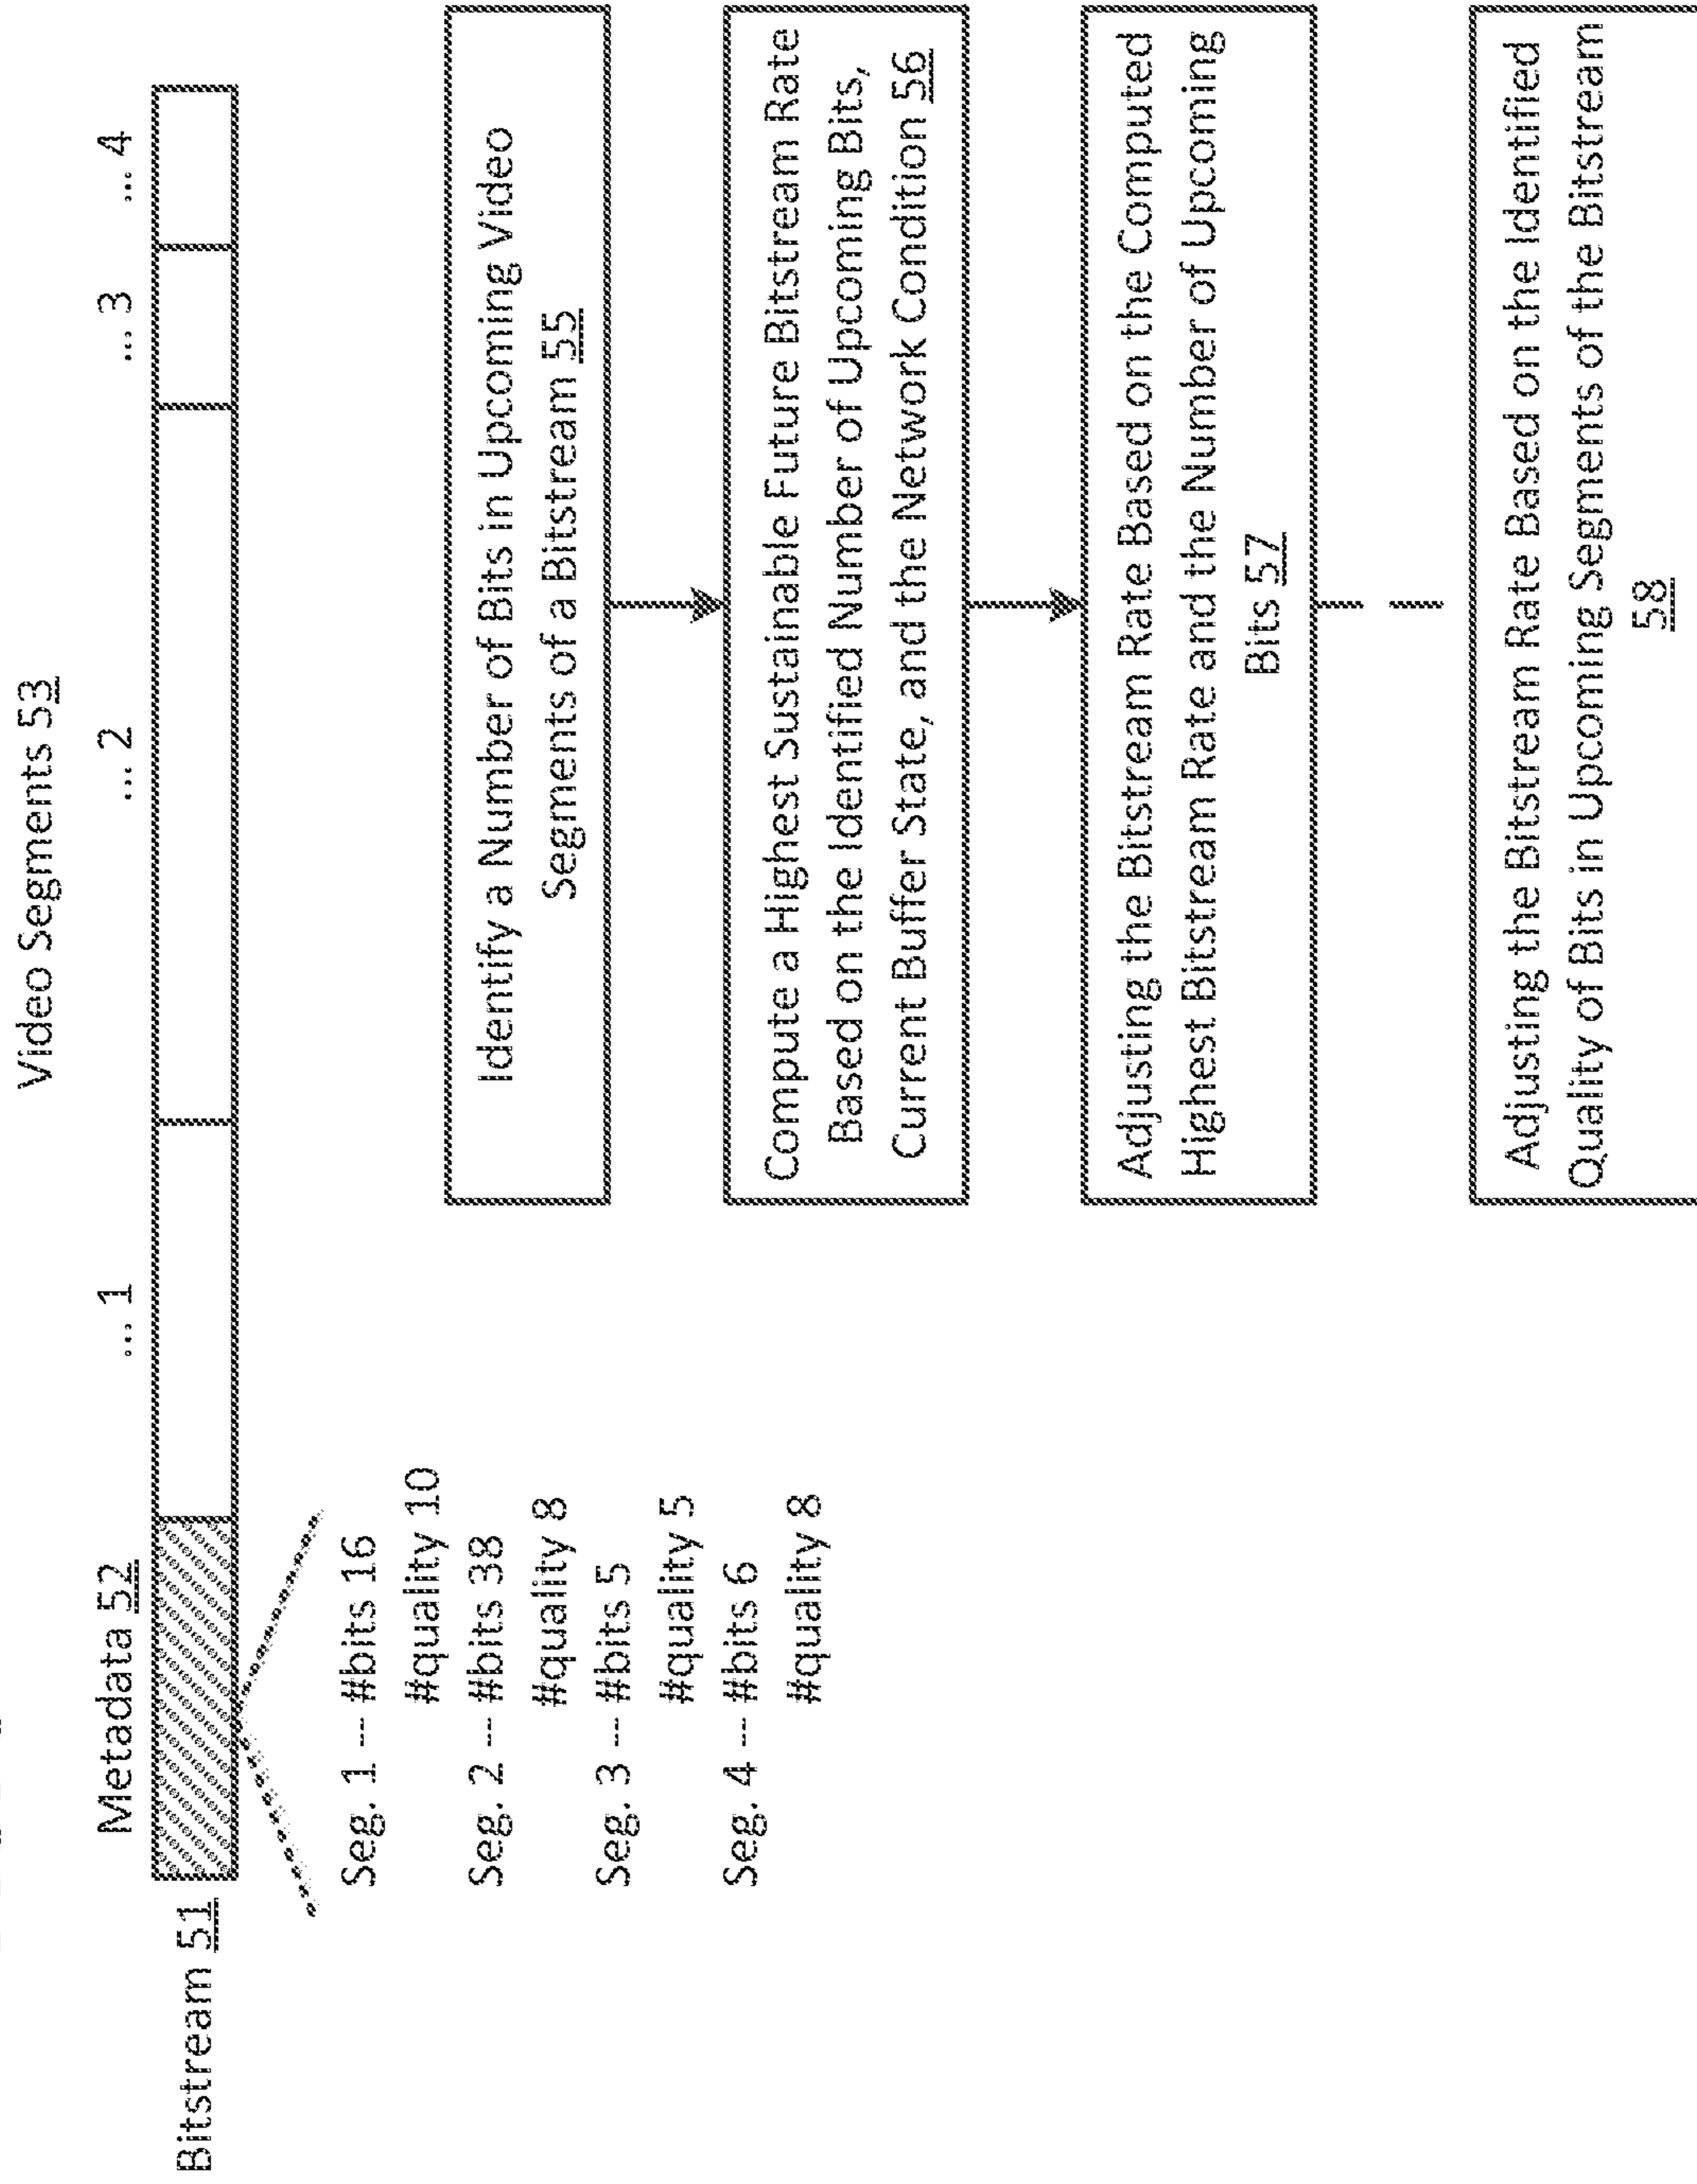 Video Segments 53
Metadata 52
... 1
... 2
... 3
... 4
Bitstream 51
Seg. 1 -- #bits 16
#quality 10
Seg. 2 -- #bits 38
#quality 8
Seg. 3 -- #bits 5
#quality 5
Seg. 4 -- #bits 6
#quality 8
Identify a Number of Bits in Upcoming Video
Segments of a Bitstream 55
Compute a Highest Sustainable Future Bitstream Rate
Based on the Identified Number of Upcoming Bits,
Current Buffer State, and the Network Condition 56
Adjusting the Bitstream Rate Based on the Computed
Highest Bitstream Rate and the Number of Upcoming
Bits 57
Adjusting the Bitstream Rate Based on the Identified
Quality of Bits in Upcoming Segments of the Bitstream
58